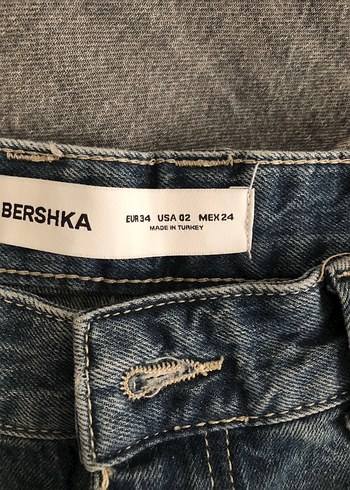 BERSHKA
EUR 34 USA 02 MEX 24
MADE IN TURKEY